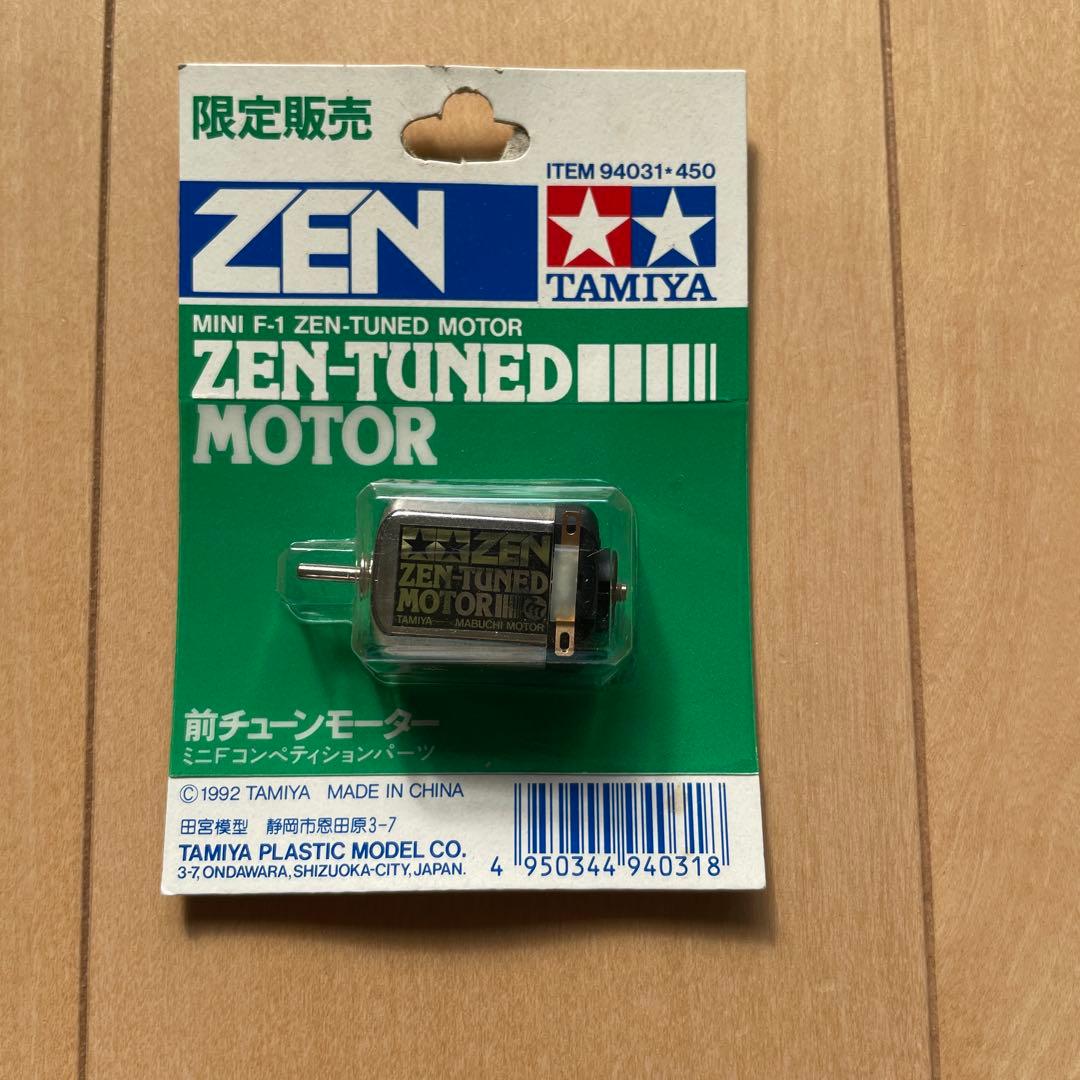 限定販売
ITEM 94031*450
ZEN
TAMIYA
MINI F-1 ZEN-TUNED MOTOR
ZEN-TUNED
MOTOR
ZEN
ZEN-TUNED
MOTOR
TAMIYA MABUCHI MOTOR
前チューンモーター
ミニFコンペティションパーツ
©1992 TAMIYA MADE IN CHINA
田宮模型 静岡市恩田原3-7
TAMIYA PLASTIC MODEL CO.
3-7, ONDAWARA, SHIZUOKA-CITY, JAPAN.
4 950344 940318